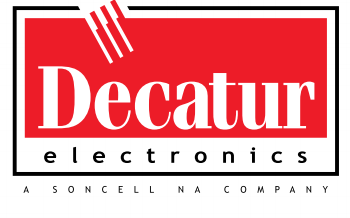 Decatur
electronics
A SONCELL NA COMPANY